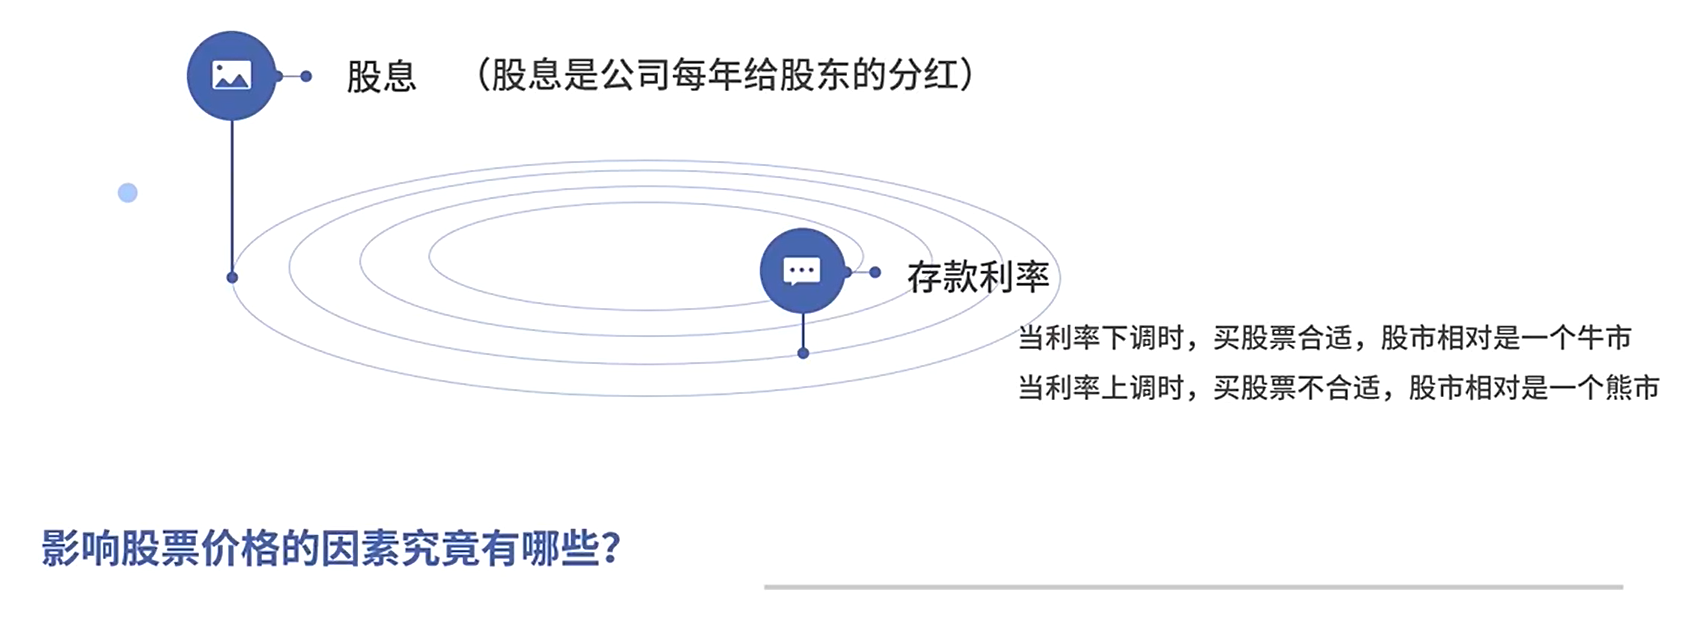 股息 （股息是公司每年给股东的分红）
存款利率
当利率下调时，买股票合适，股市相对是一个牛市
当利率上调时，买股票不合适，股市相对是一个熊市
影响股票价格的因素究竟有哪些？